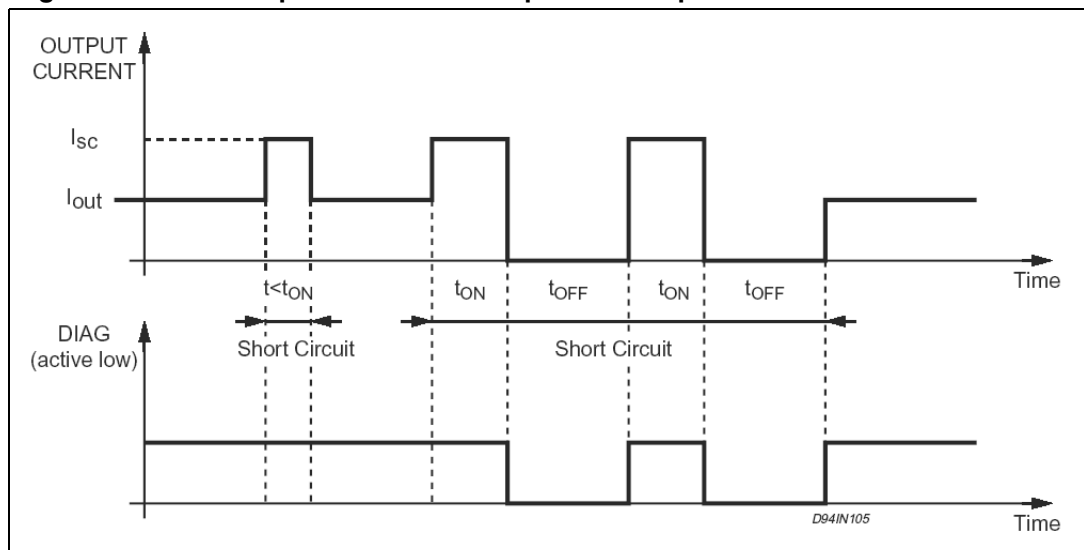 OUTPUT
CURRENT
Isc
Iout
Time
t<tON
tON
tOFF
tON
tOFF
DIAG
(active low)
Short Circuit
Short Circuit
D94IN105
Time